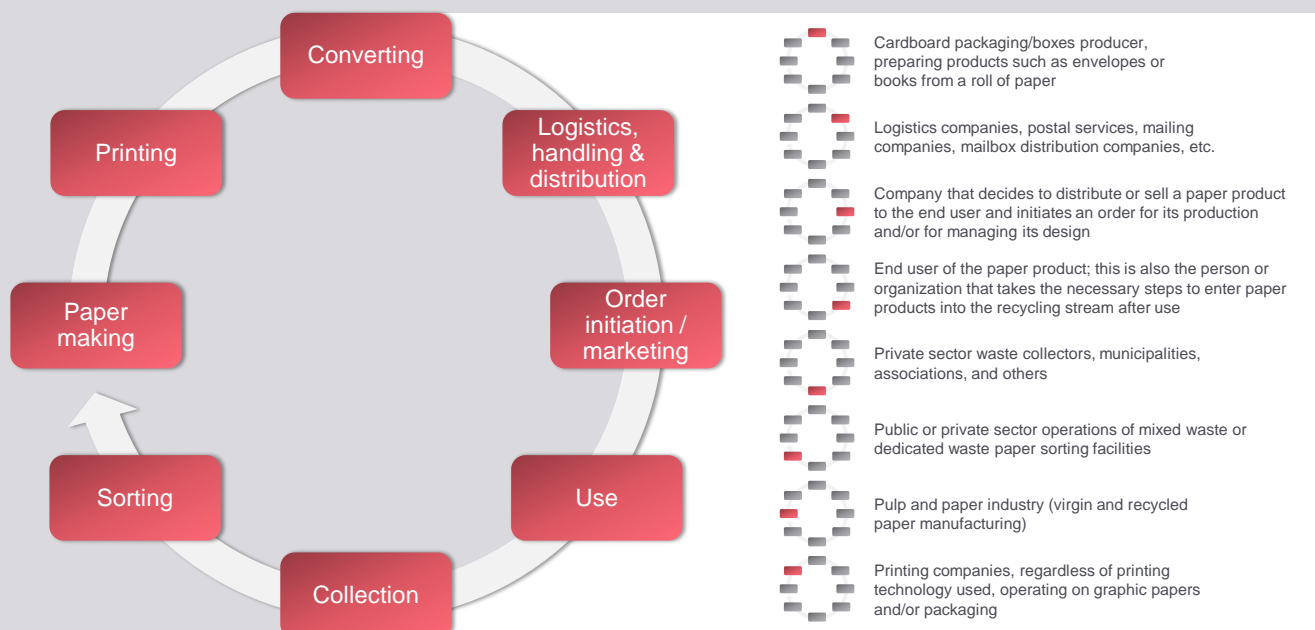 Converting
Logistics,
handling &
distribution
Order
initiation /
marketing
Use
Collection
Sorting
Paper
making
Printing
Cardboard packaging/boxes producer,
preparing products such as envelopes or
books from a roll of paper
Logistics companies, postal services, mailing
companies, mailbox distribution companies, etc.
Company that decides to distribute or sell a paper product
to the end user and initiates an order for its production
and/or for managing its design
End user of the paper product; this is also the person or
organization that takes the necessary steps to enter paper
products into the recycling stream after use
Private sector waste collectors, municipalities,
associations, and others
Public or private sector operations of mixed waste or
dedicated waste paper sorting facilities
Pulp and paper industry (virgin and recycled
paper manufacturing)
Printing companies, regardless of printing
technology used, operating on graphic papers
and/or packaging